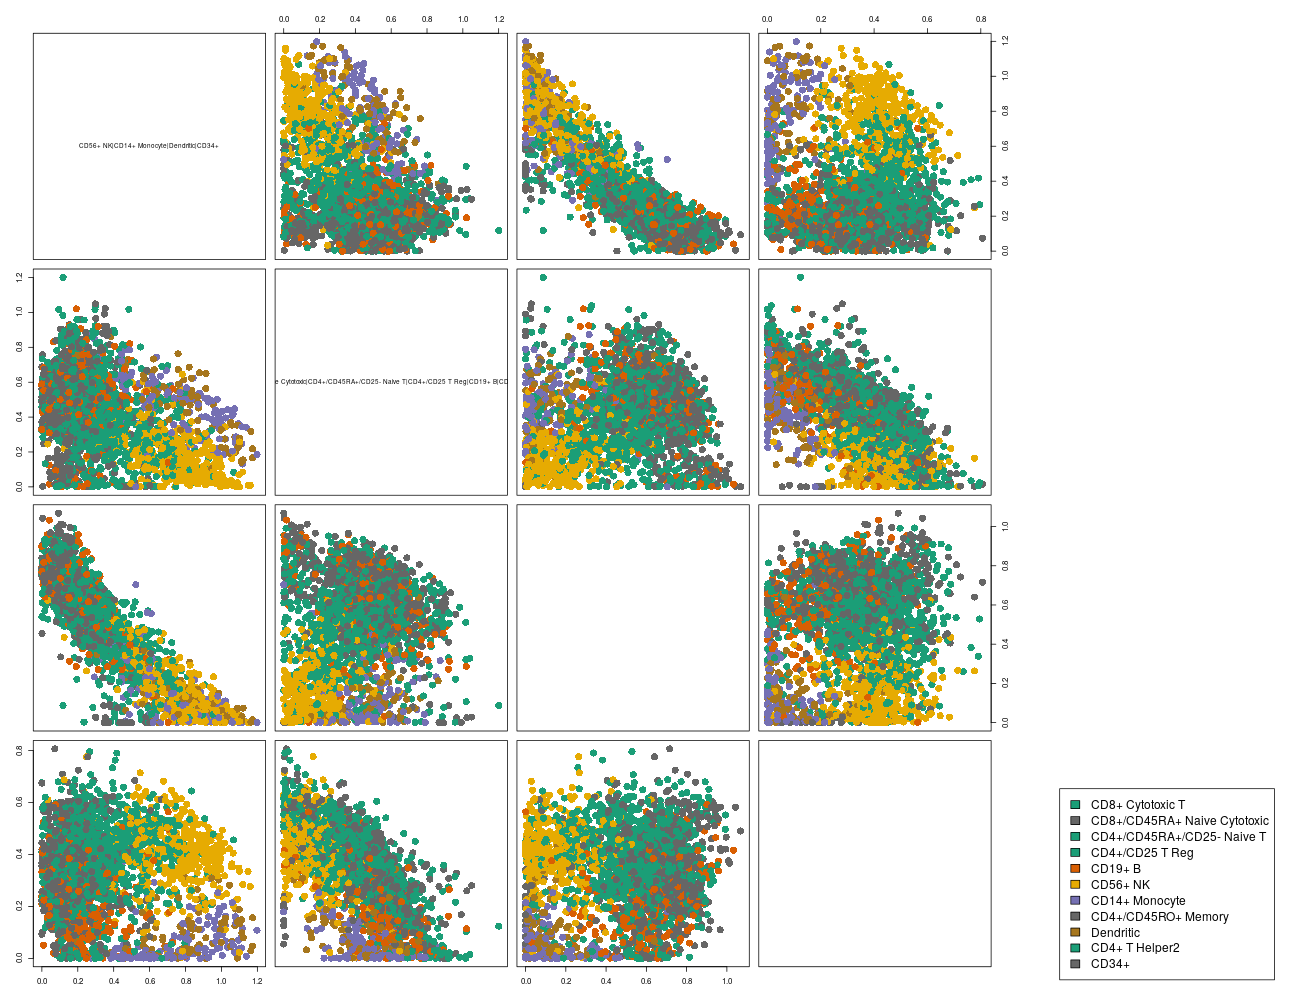 0.0 0.2 0.4 0.6 0.8 1.0 1.2
0.0 0.2 0.4 0.6 0.8
CD56+ NK|CD14+ Monocyte|Dendritic|CD34+
0.0 0.2 0.4 0.6 0.8 1.0 1.2
e Cytotoxic|CD4+/CD45RA+/CD25- Naive T|CD4+/CD25 T Reg|CD19+ B|CD
0.0 0.2 0.4 0.6 0.8 1.0 1.2
0.0 0.2 0.4 0.6 0.8 1.0
0.0 0.2 0.4 0.6 0.8
0.0 0.2 0.4 0.6 0.8 1.0 1.2
0.0 0.2 0.4 0.6 0.8 1.0
CD8+ Cytotoxic T
CD8+/CD45RA+ Naive Cytotoxic
CD4+/CD45RA+/CD25- Naive T
CD4+/CD25 T Reg
CD19+ B
CD56+ NK
CD14+ Monocyte
CD4+/CD45RO+ Memory
Dendritic
CD4+ T Helper2
CD34+